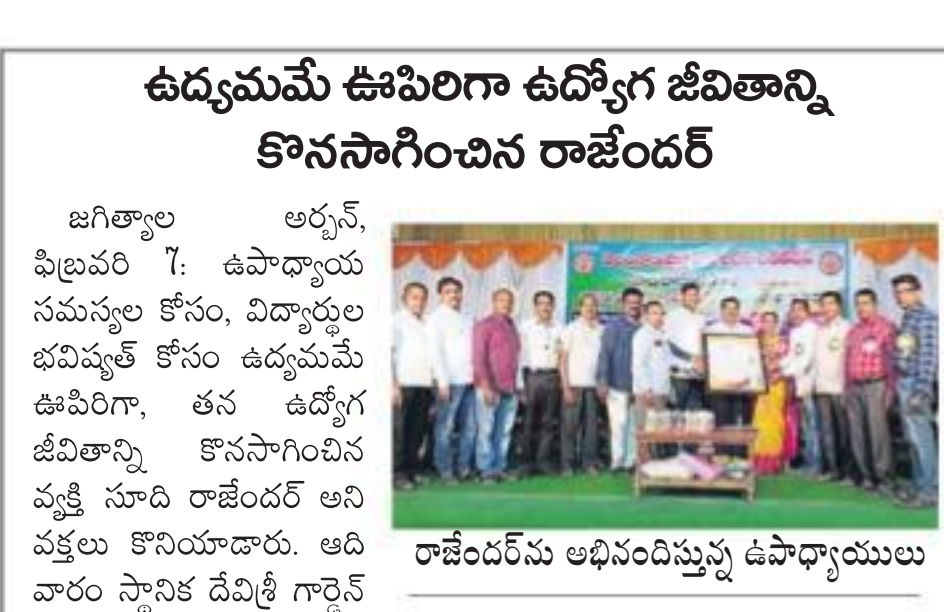 ఉద్యమమే ఊపిరిగా ఉద్యోగ జీవితాన్ని
కొనసాగించిన రాజేందర్
జగిత్యాల అర్బన్,
ఫిబ్రవరి 7: ఉపాధ్యాయ
సమస్యల కోసం, విద్యార్థుల
భవిష్యత్ కోసం ఉద్యమమే
ఊపిరిగా, తన ఉద్యోగ
జీవితాన్ని కొనసాగించిన
వ్యక్తి సూది రాజేందర్ అని
వక్తలు కొనియాడారు. ఆది
వారం స్థానిక దేవిశ్రీ గార్డెన్
రాజేందర్‌ను అభినందిస్తున్న ఉపాధ్యాయులు